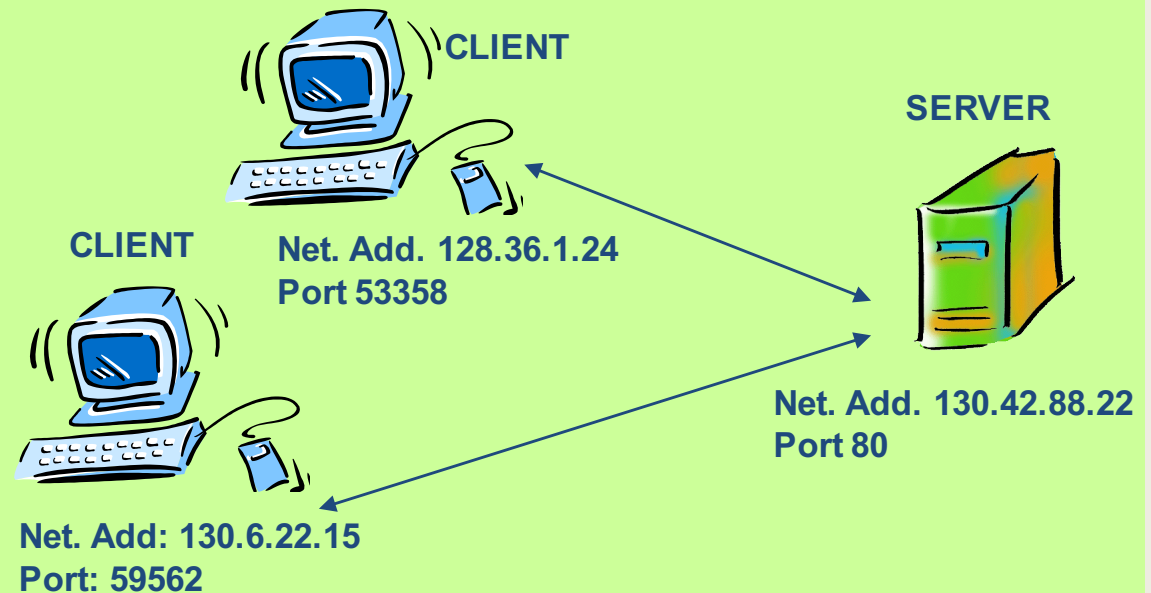 CLIENT
Net. Add. 128.36.1.24
Port 53358
SERVER
Net. Add. 130.42.88.22
Port 80
CLIENT
Net. Add: 130.6.22.15
Port: 59562